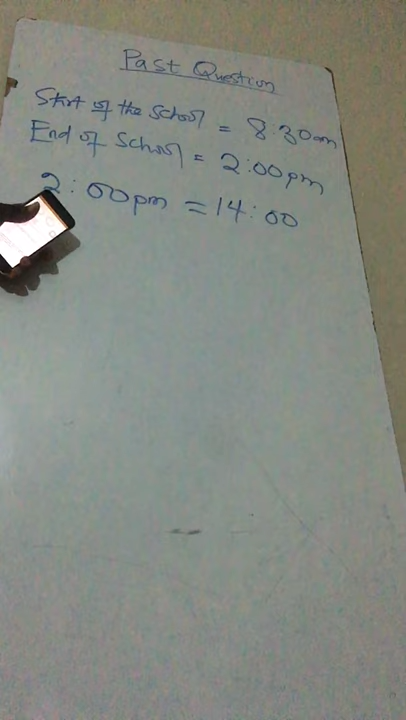 Past Question
Start of the School = 8:30am
End of School = 2:00pm
2:00pm = 14:00